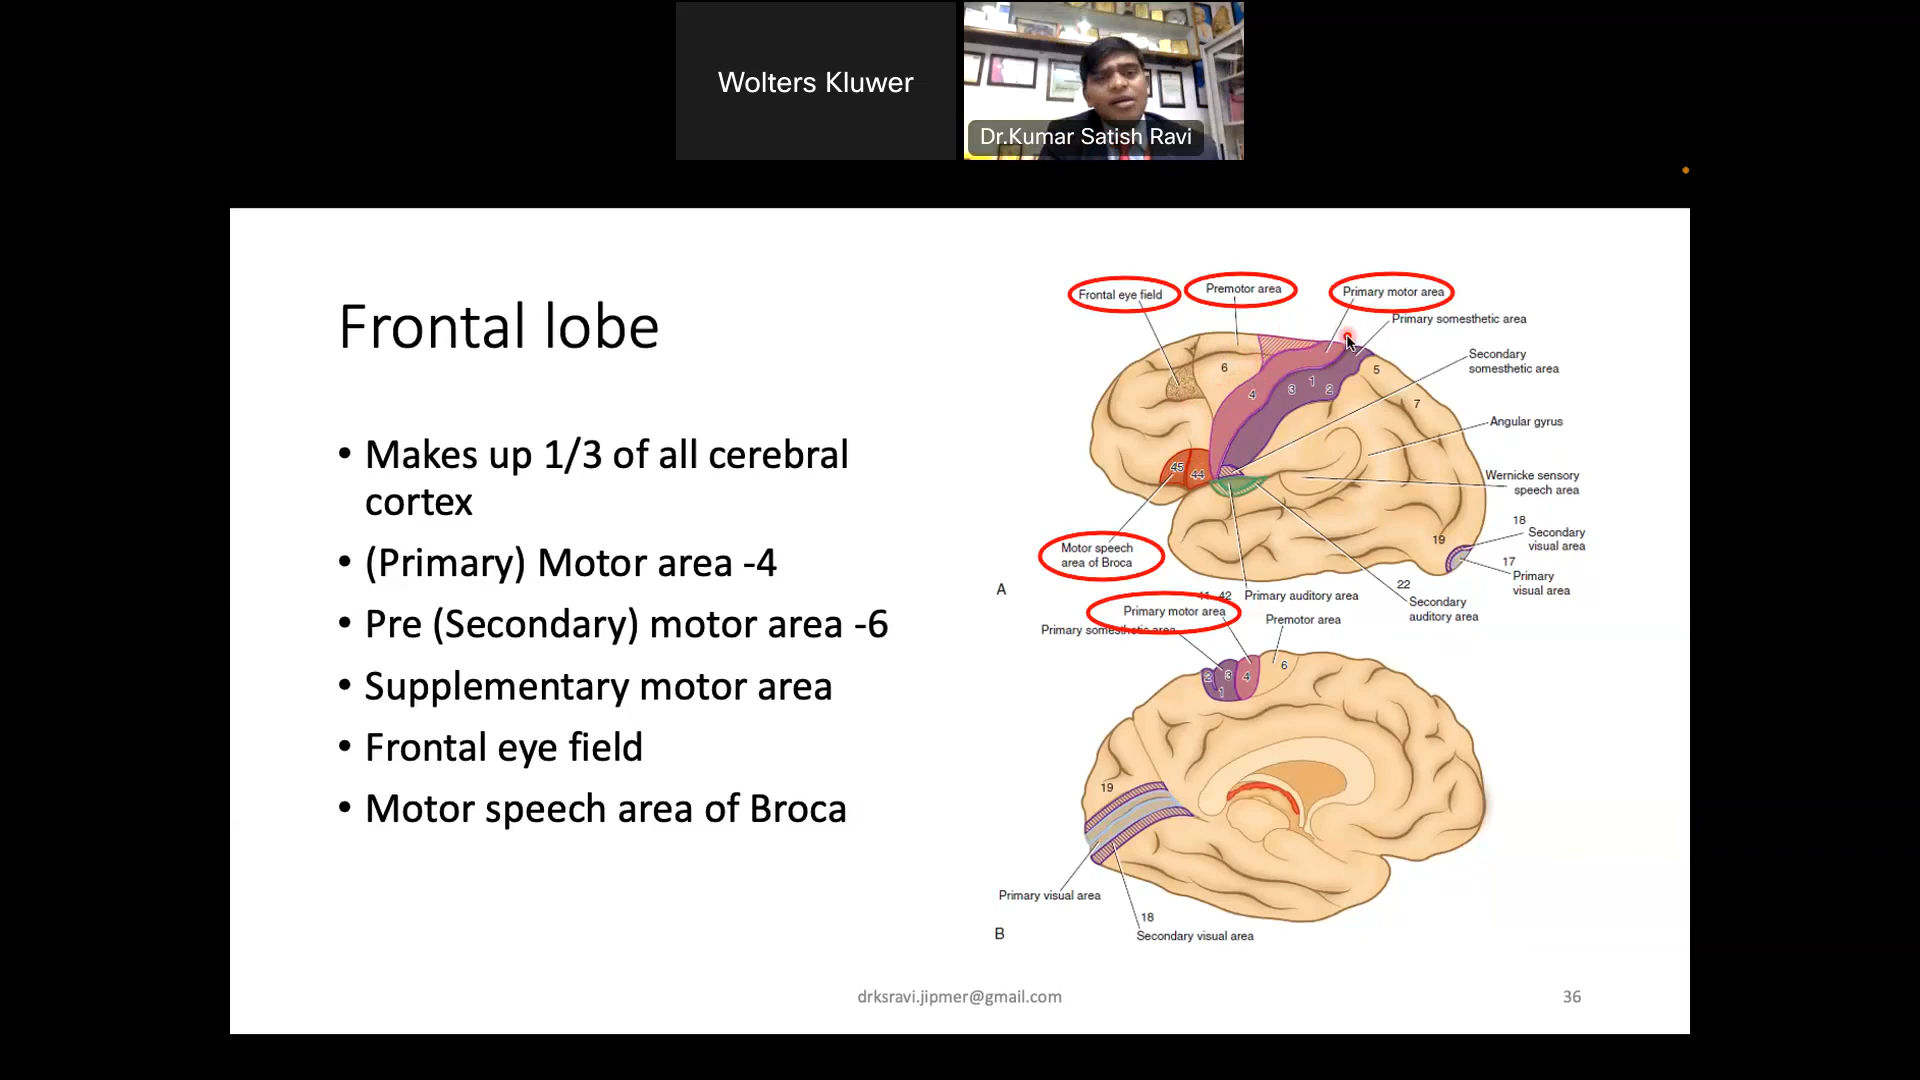 Wolters Kluwer
Dr.Kumar Satish Ravi
Frontal lobe
• Makes up 1/3 of all cerebral
cortex
• (Primary) Motor area -4
• Pre (Secondary) motor area -6
• Supplementary motor area
• Frontal eye field
• Motor speech area of Broca
Frontal eye field
Premotor area
Primary motor area
Primary somesthetic area
Secondary
somesthetic area
6
4
3
1
2
5
7
Angular gyrus
45
44
Wernicke sensory
speech area
18
Secondary
visual area
19
17
Primary
visual area
Motor speech
area of Broca
A
41, 42
Primary auditory area
22
Secondary
auditory area
Primary motor area
Premotor area
Primary somesthetic area
2
3
1
4
6
19
Primary visual area
18
Secondary visual area
B
drksravi.jipmer@gmail.com
36